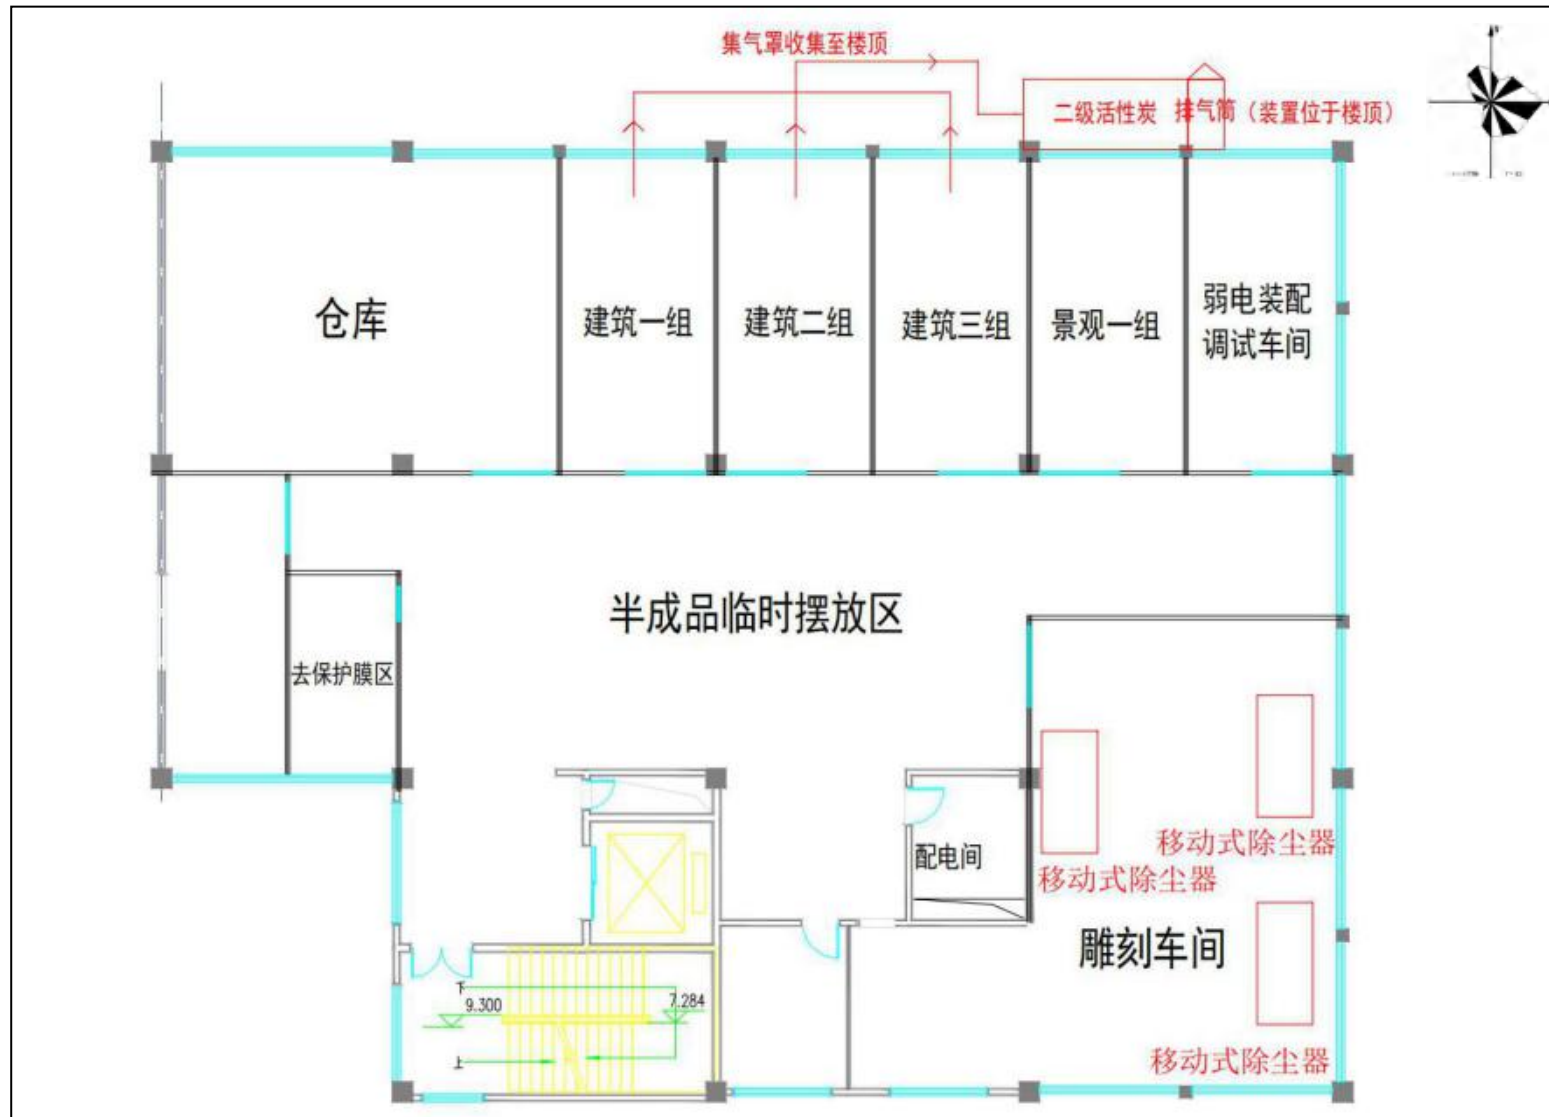 集气罩收集至楼顶
二级活性炭 排气筒（装置位于楼顶）
仓库
建筑一组
建筑二组
建筑三组
景观一组
弱电装配
调试车间
半成品临时摆放区
去保护膜区
配电间
移动式除尘器
移动式除尘器
雕刻车间
移动式除尘器
下
9.300
7.284
上